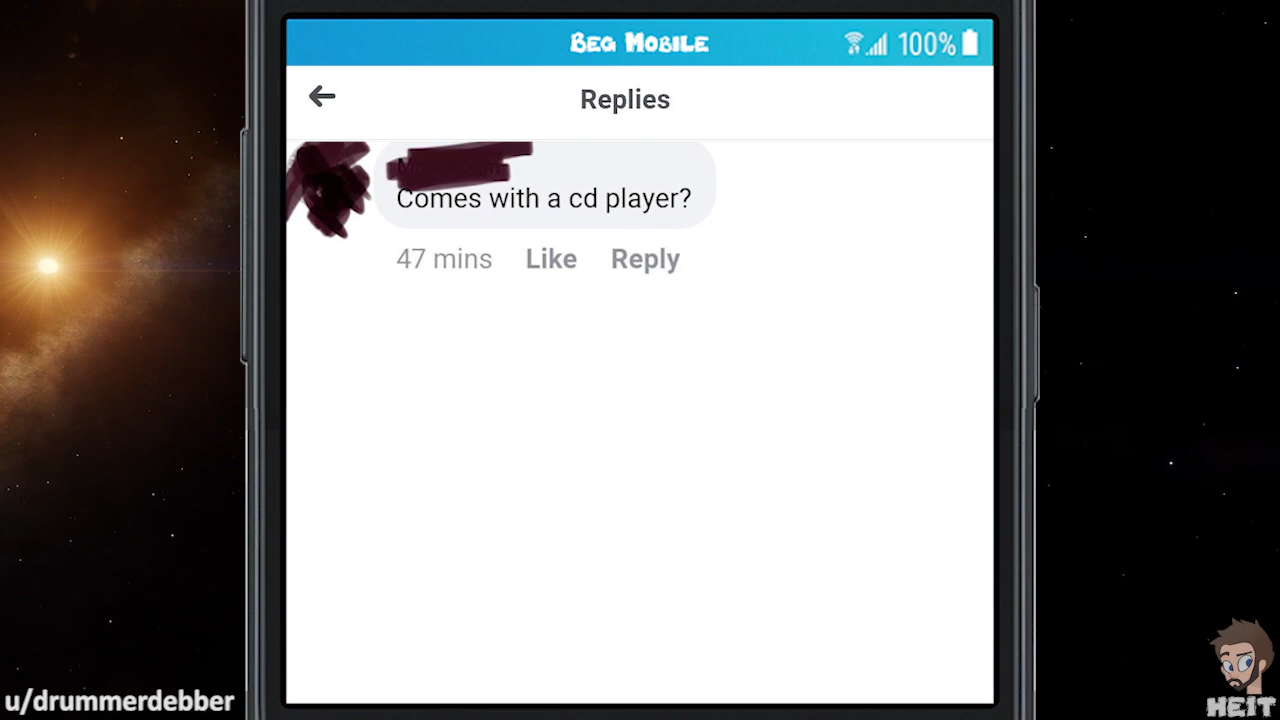 Beg Mobile
100%
Replies
Comes with a cd player?
47 mins Like Reply
u/drummerdebber
HEIT